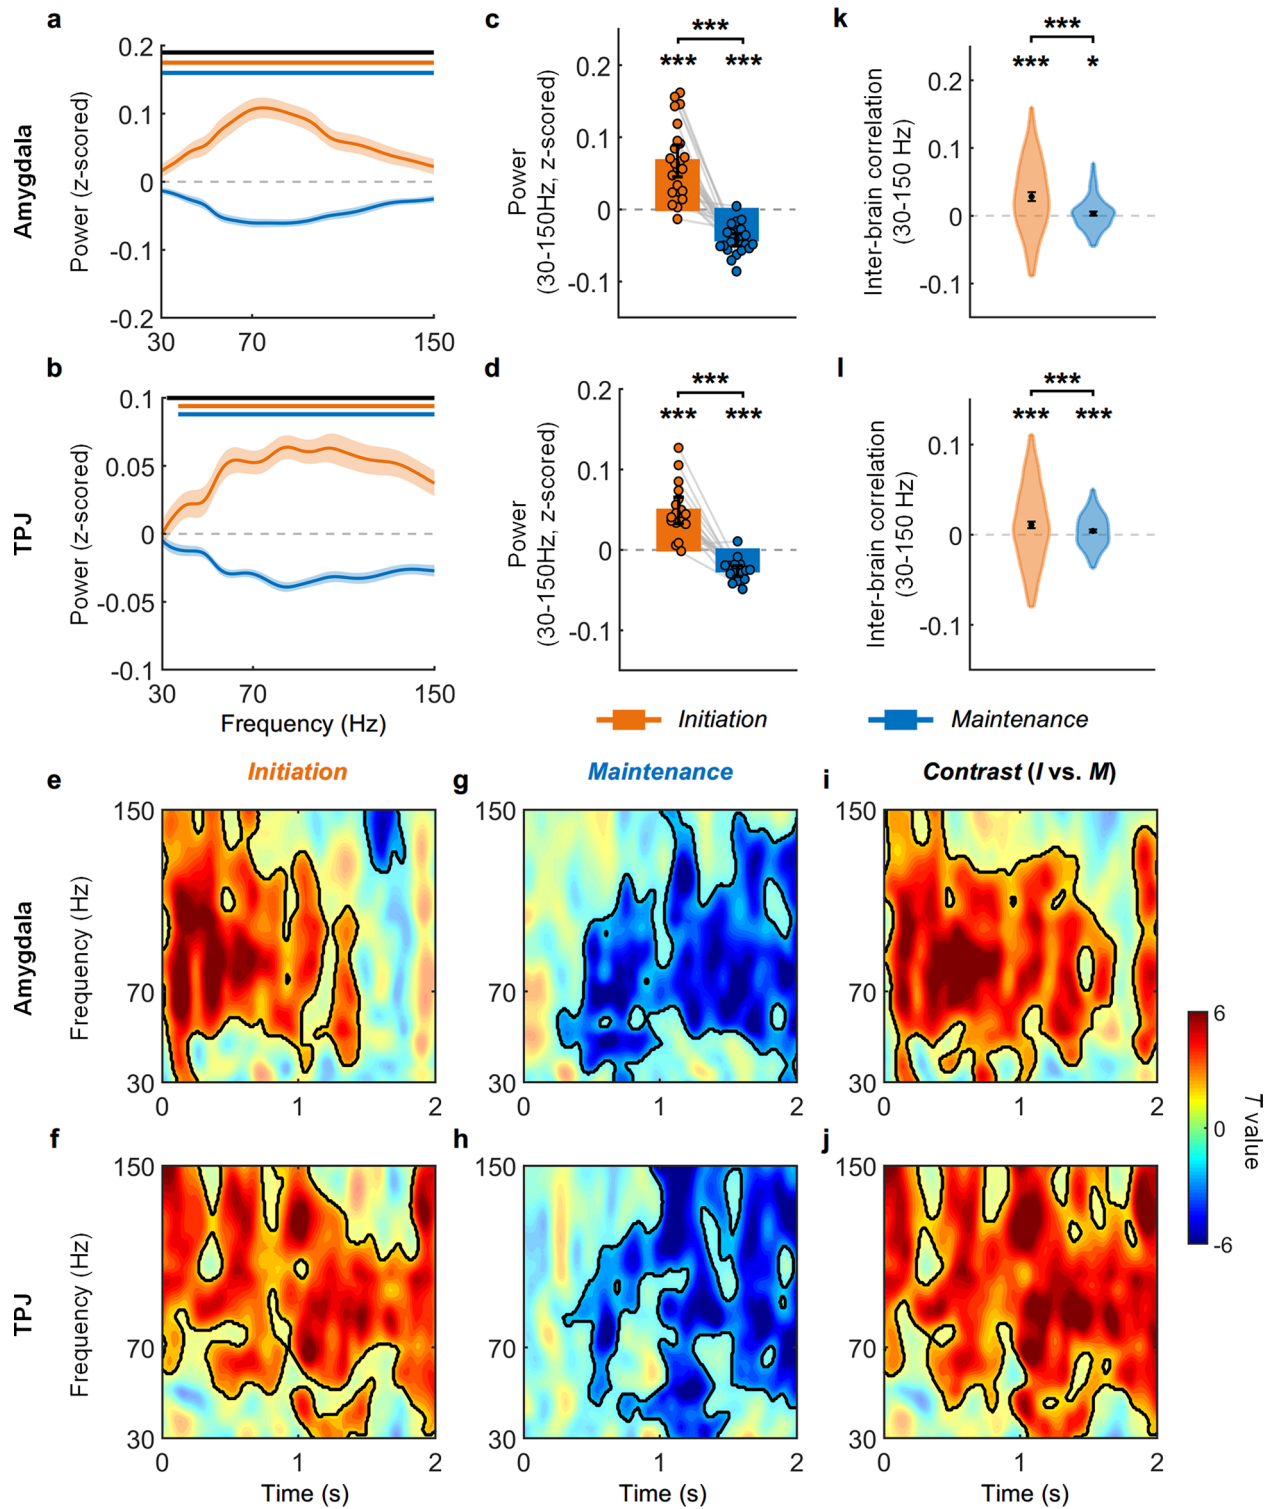 a
Amygdala
Power (z-scored)
0.2
0.1
0
-0.1
-0.2
30
70
150
c
Power
(30-150Hz, z-scored)
0.2
0.1
0
-0.1
***
***
***
k
Inter-brain correlation
(30-150 Hz)
0.2
0.1
0
-0.1
***
***
*
b
TPJ
Power (z-scored)
0.1
0.05
0
-0.05
-0.1
30
70
150
Frequency (Hz)
d
Power
(30-150Hz, z-scored)
0.2
0.1
0
-0.1
***
***
***
l
Inter-brain correlation
(30-150 Hz)
0.1
0
-0.1
***
***
***
Initiation
Maintenance
e
Initiation
Amygdala
Frequency (Hz)
150
70
30
0
1
2
g
Maintenance
150
70
30
0
1
2
i
Contrast (I vs. M)
150
70
30
0
1
2
f
TPJ
Frequency (Hz)
150
70
30
0
1
2
Time (s)
h
150
70
30
0
1
2
Time (s)
j
150
70
30
0
1
2
Time (s)
6
0
-6
T value